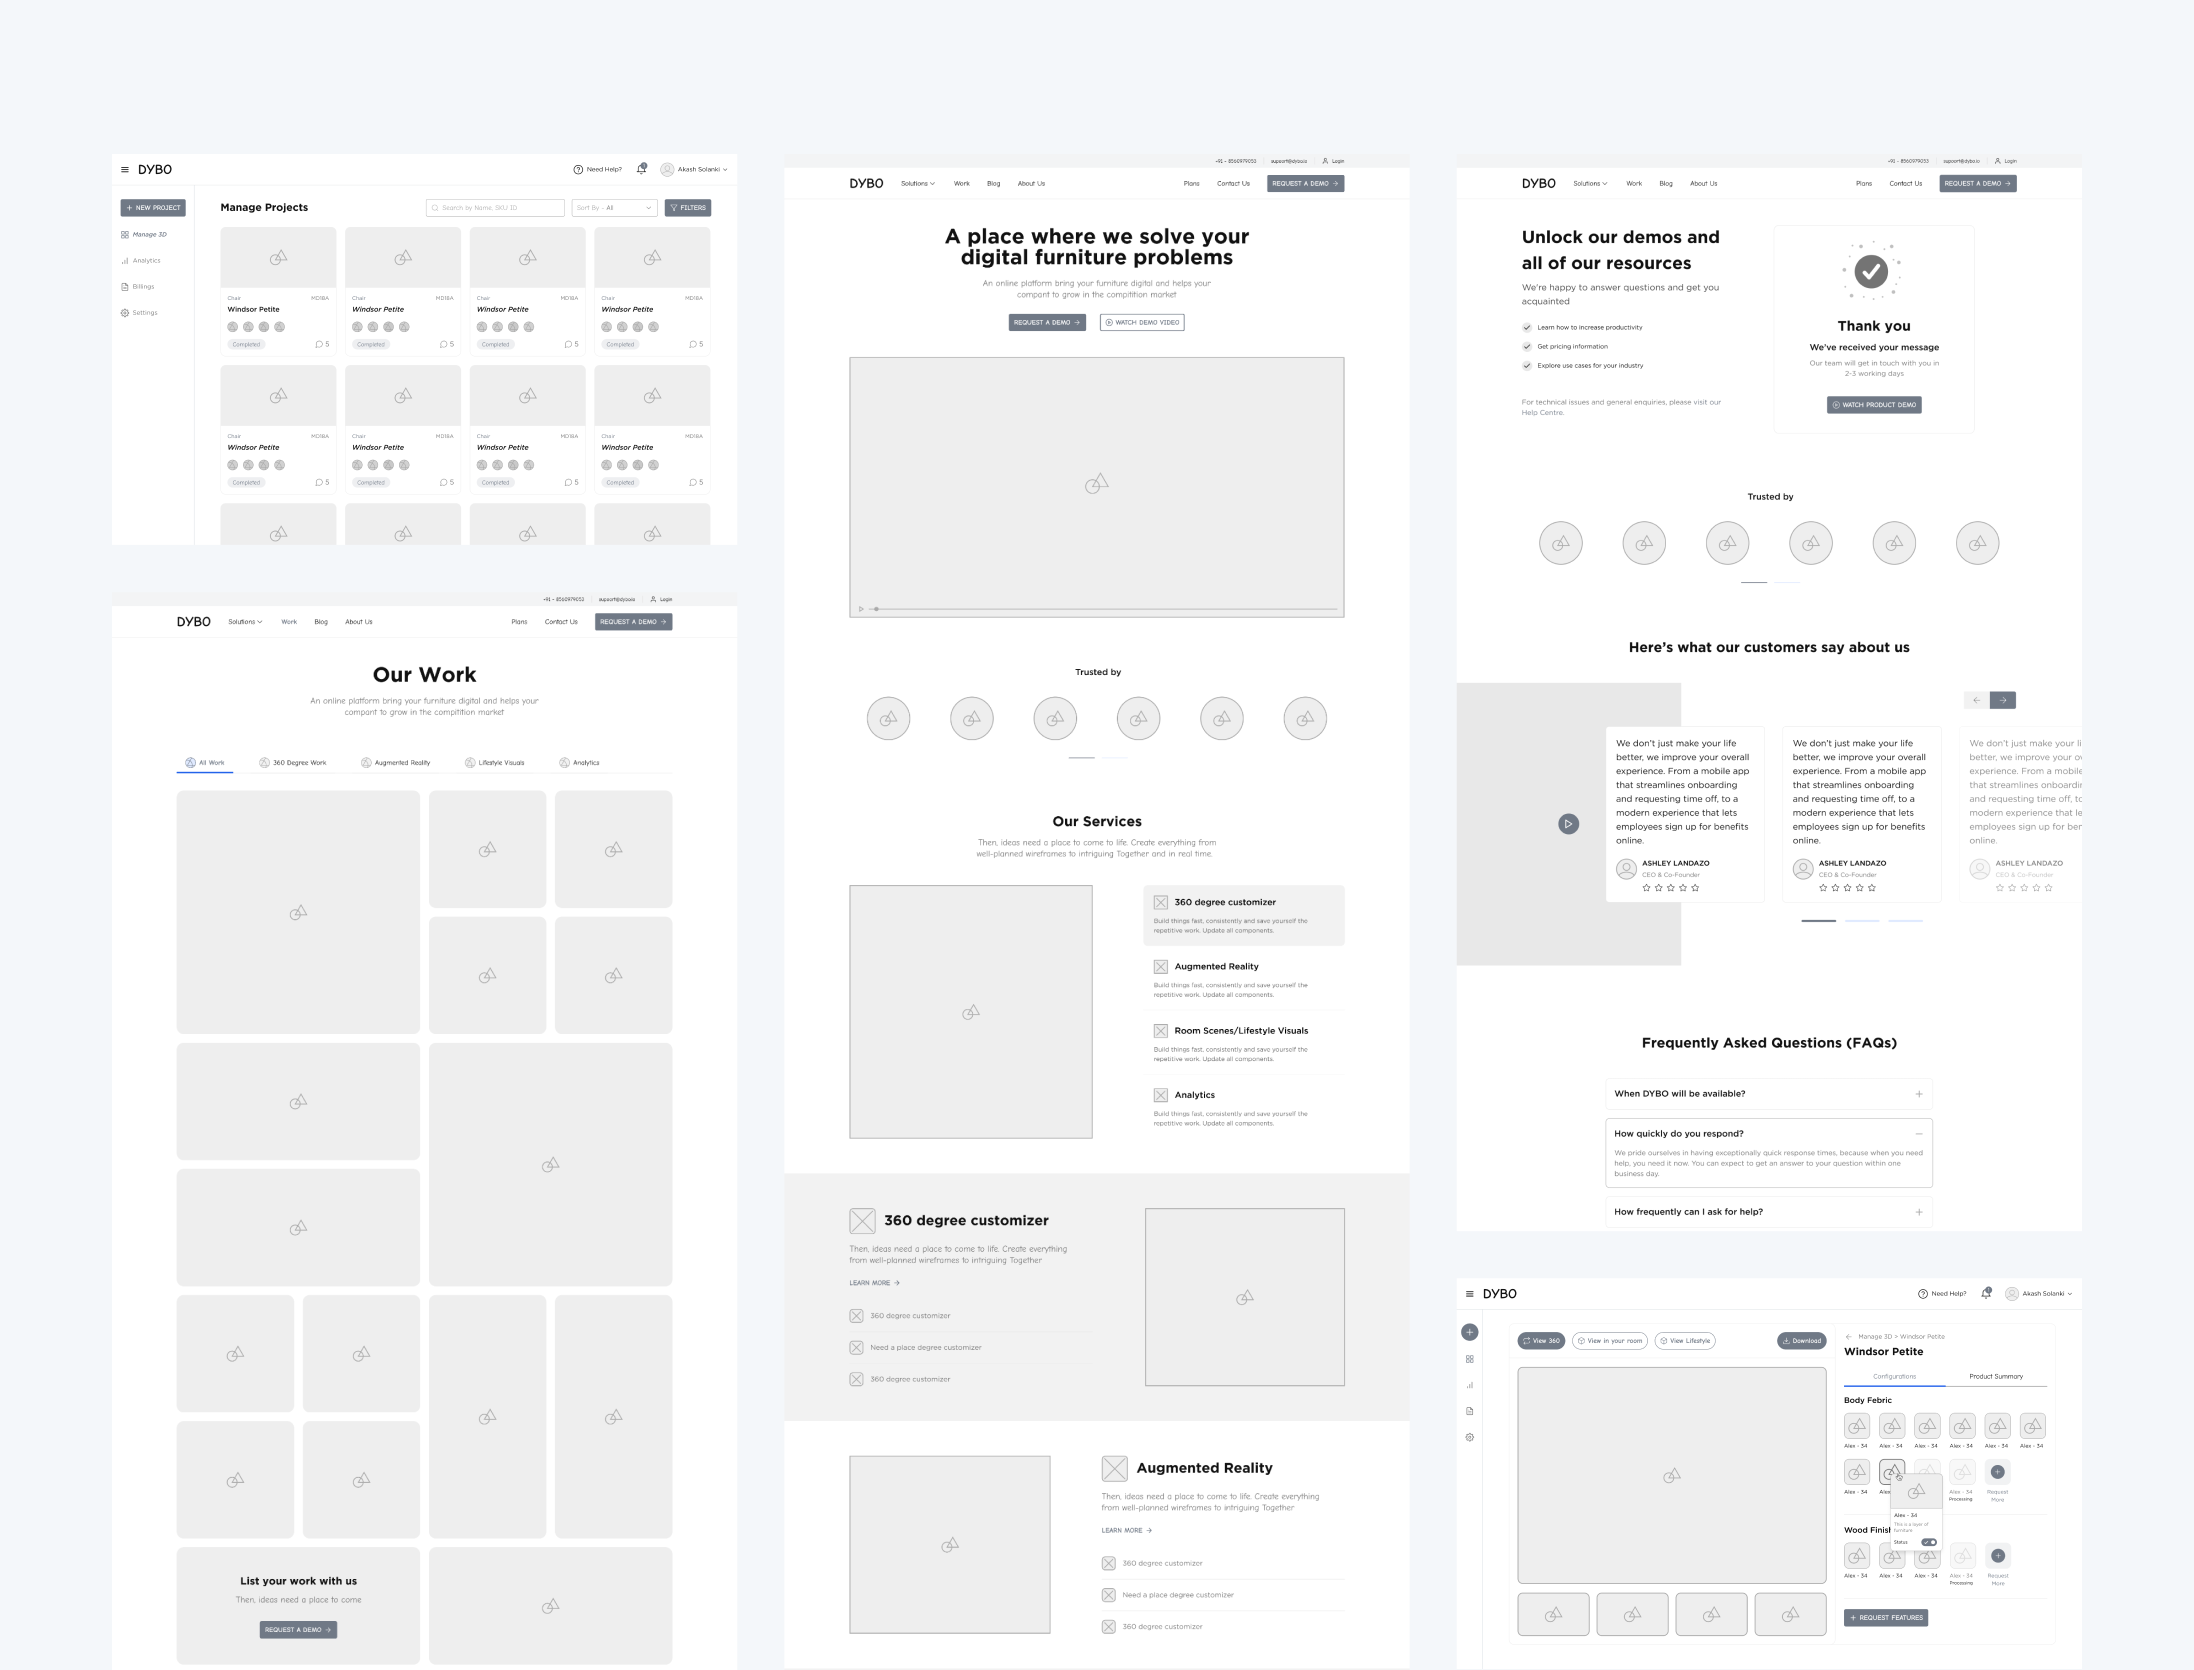 DYBO
Need Help?
Akash Solanki
NEW PROJECT
Manage 3D
Analytics
Billings
Settings
Manage Projects
Search by Name, SKU ID
Sort By - All
FILTERS
Chair MD18A
Windsor Petite
Completed 5
Chair MD18A
Windsor Petite
Completed 5
Chair MD18A
Windsor Petite
Completed 5
Chair MD18A
Windsor Petite
Completed 5
Chair MD18A
Windsor Petite
Completed 5
Chair MD18A
Windsor Petite
Completed 5
Chair MD18A
Windsor Petite
Completed 5
Chair MD18A
Windsor Petite
Completed 5
+91 - 8560979053 support@dybo.io Login
DYBO Solutions Work Blog About Us Plans Contact Us REQUEST A DEMO
Our Work
An online platform bring your furniture digital and helps your
compant to grow in the compitition market
All Work 360 Degree Work Augmented Reality Lifestyle Visuals Analytics
List your work with us
Then, ideas need a place to come
REQUEST A DEMO
+91 - 8560979053 support@dybo.io Login
DYBO Solutions Work Blog About Us Plans Contact Us REQUEST A DEMO
A place where we solve your
digital furniture problems
An online platform bring your furniture digital and helps your
compant to grow in the compitition market
REQUEST A DEMO WATCH DEMO VIDEO
Trusted by
Our Services
Then, ideas need a place to come to life. Create everything from
well-planned wireframes to intriguing Together and in real time.
360 degree customizer
Build things fast, consistently and save yourself the
repetitive work. Update all components.
Augmented Reality
Build things fast, consistently and save yourself the
repetitive work. Update all components.
Room Scenes/Lifestyle Visuals
Build things fast, consistently and save yourself the
repetitive work. Update all components.
Analytics
Build things fast, consistently and save yourself the
repetitive work. Update all components.
360 degree customizer
Then, ideas need a place to come to life. Create everything
from well-planned wireframes to intriguing Together
LEARN MORE
360 degree customizer
Need a place degree customizer
360 degree customizer
Augmented Reality
Then, ideas need a place to come to life. Create everything
from well-planned wireframes to intriguing Together
LEARN MORE
360 degree customizer
Need a place degree customizer
360 degree customizer
+91 - 8560979053 support@dybo.io Login
DYBO Solutions Work Blog About Us Plans Contact Us REQUEST A DEMO
Unlock our demos and
all of our resources
We're happy to answer questions and get you
acquainted
Learn how to increase productivity
Get pricing information
Explore use cases for your industry
For technical issues and general enquiries, please visit our
Help Centre.
Thank you
We've received your message
Our team will get in touch with you in
2-3 working days
WATCH PRODUCT DEMO
Trusted by
Here's what our customers say about us
We don't just make your life
better, we improve your overall
experience. From a mobile app
that streamlines onboarding
and requesting time off, to a
modern experience that lets
employees sign up for benefits
online.
ASHLEY LANDAZO
CEO & Co-Founder
We don't just make your life
better, we improve your overall
experience. From a mobile app
that streamlines onboarding
and requesting time off, to a
modern experience that lets
employees sign up for benefits
online.
ASHLEY LANDAZO
CEO & Co-Founder
We don't just make your li
better, we improve your ov
experience. From a mobile
that streamlines onboardin
and requesting time off, to
modern experience that le
employees sign up for ber
online.
ASHLEY LANDAZO
CEO & Co-Founder
Frequently Asked Questions (FAQs)
When DYBO will be available?
How quickly do you respond?
We pride ourselves in having exceptionally quick response times, because when you need
help, you need it now. You can expect to get an answer to your question within one
business day.
How frequently can I ask for help?
DYBO
Need Help?
Akash Solanki
View 360 View in your room View Lifestyle Download
Manage 3D > Windsor Petite
Windsor Petite
Configurations Product Summary
Body Febric
Alex - 34 Alex - 34 Alex - 34 Alex - 34 Alex - 34 Alex - 34
Alex - 34 Alex Alex - 34 Request
Processing More
Alex - 34
This is a layer of
furniture
Status
Wood Finish
Alex - 34 Alex - 34 Alex - 34 Alex - 34 Request
Processing More
REQUEST FEATURES